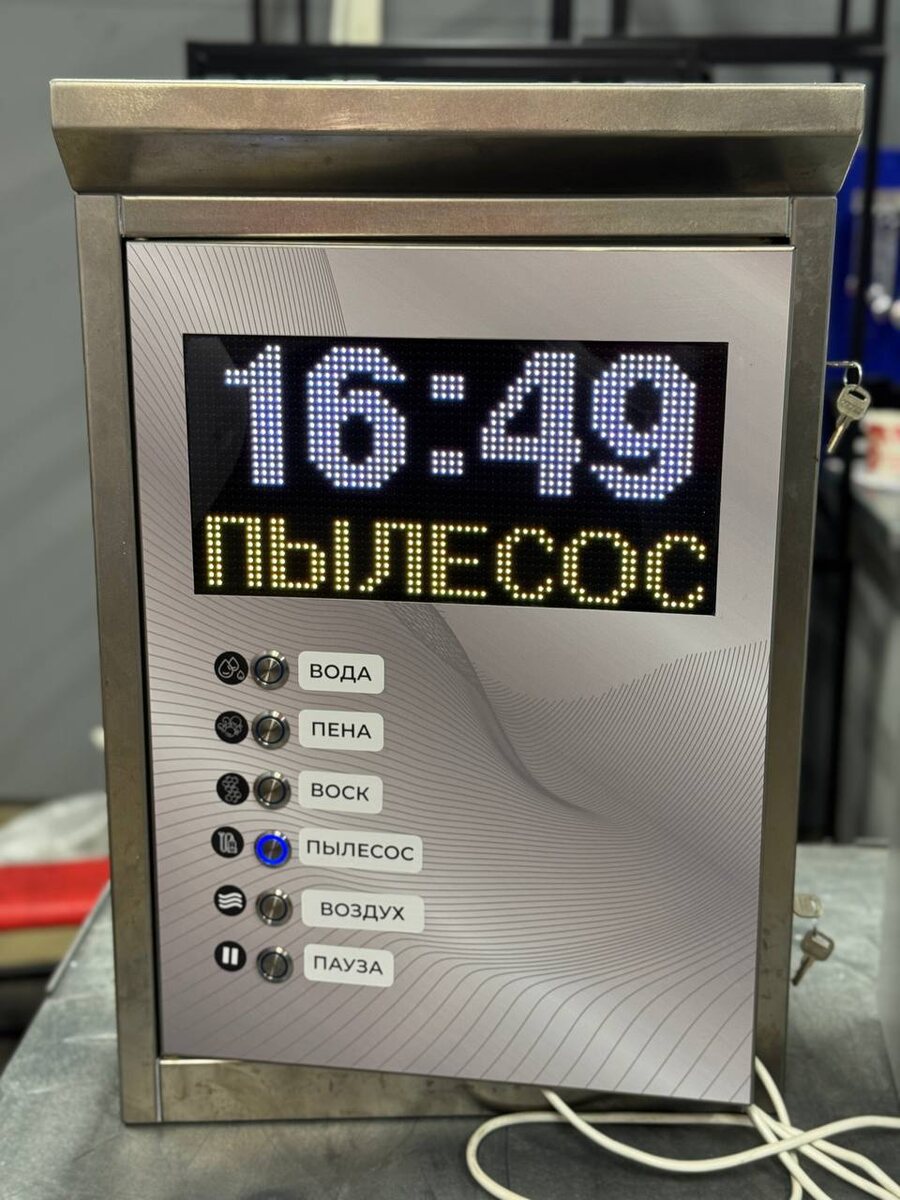 16:49
ПЫЛЕСОС
ВОДА
ПЕНА
ВОСК
ПЫЛЕСОС
ВОЗДУХ
ПАУЗА